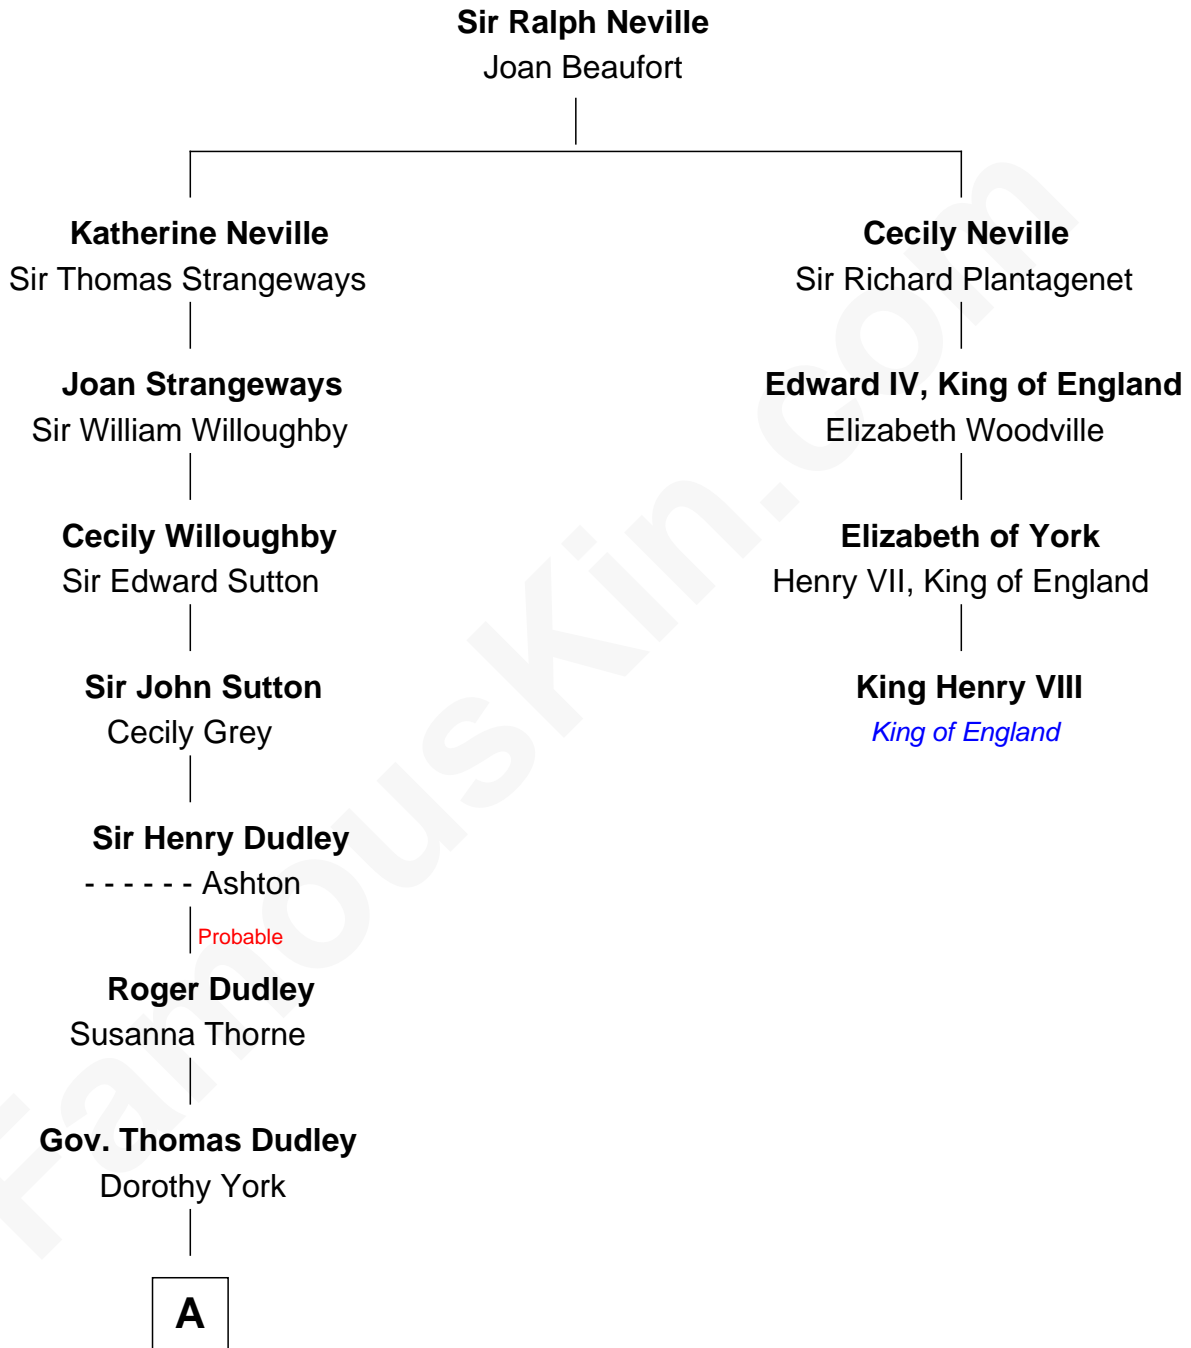 Sir Ralph Neville
Joan Beaufort
Katherine Neville
Sir Thomas Strangeways
Cecily Neville
Sir Richard Plantagenet
Joan Strangeways
Sir William Willoughby
Edward IV, King of England
Elizabeth Woodville
Cecily Willoughby
Sir Edward Sutton
Elizabeth of York
Henry VII, King of England
Sir John Sutton
Cecily Grey
King Henry VIII
King of England
Sir Henry Dudley
- - - - - - Ashton
Probable
Roger Dudley
Susanna Thorne
Gov. Thomas Dudley
Dorothy York
A
FamousKin.com